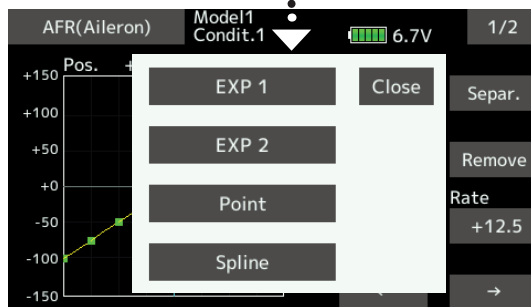 AFR(Aileron)
Model1
Condit.1
6.7V
1/2
Pos. +
+150
+100
+50
+0
-50
-100
-150
EXP 1
Close
EXP 2
Point
Spline
Separ.
Remove
Rate
+12.5
→